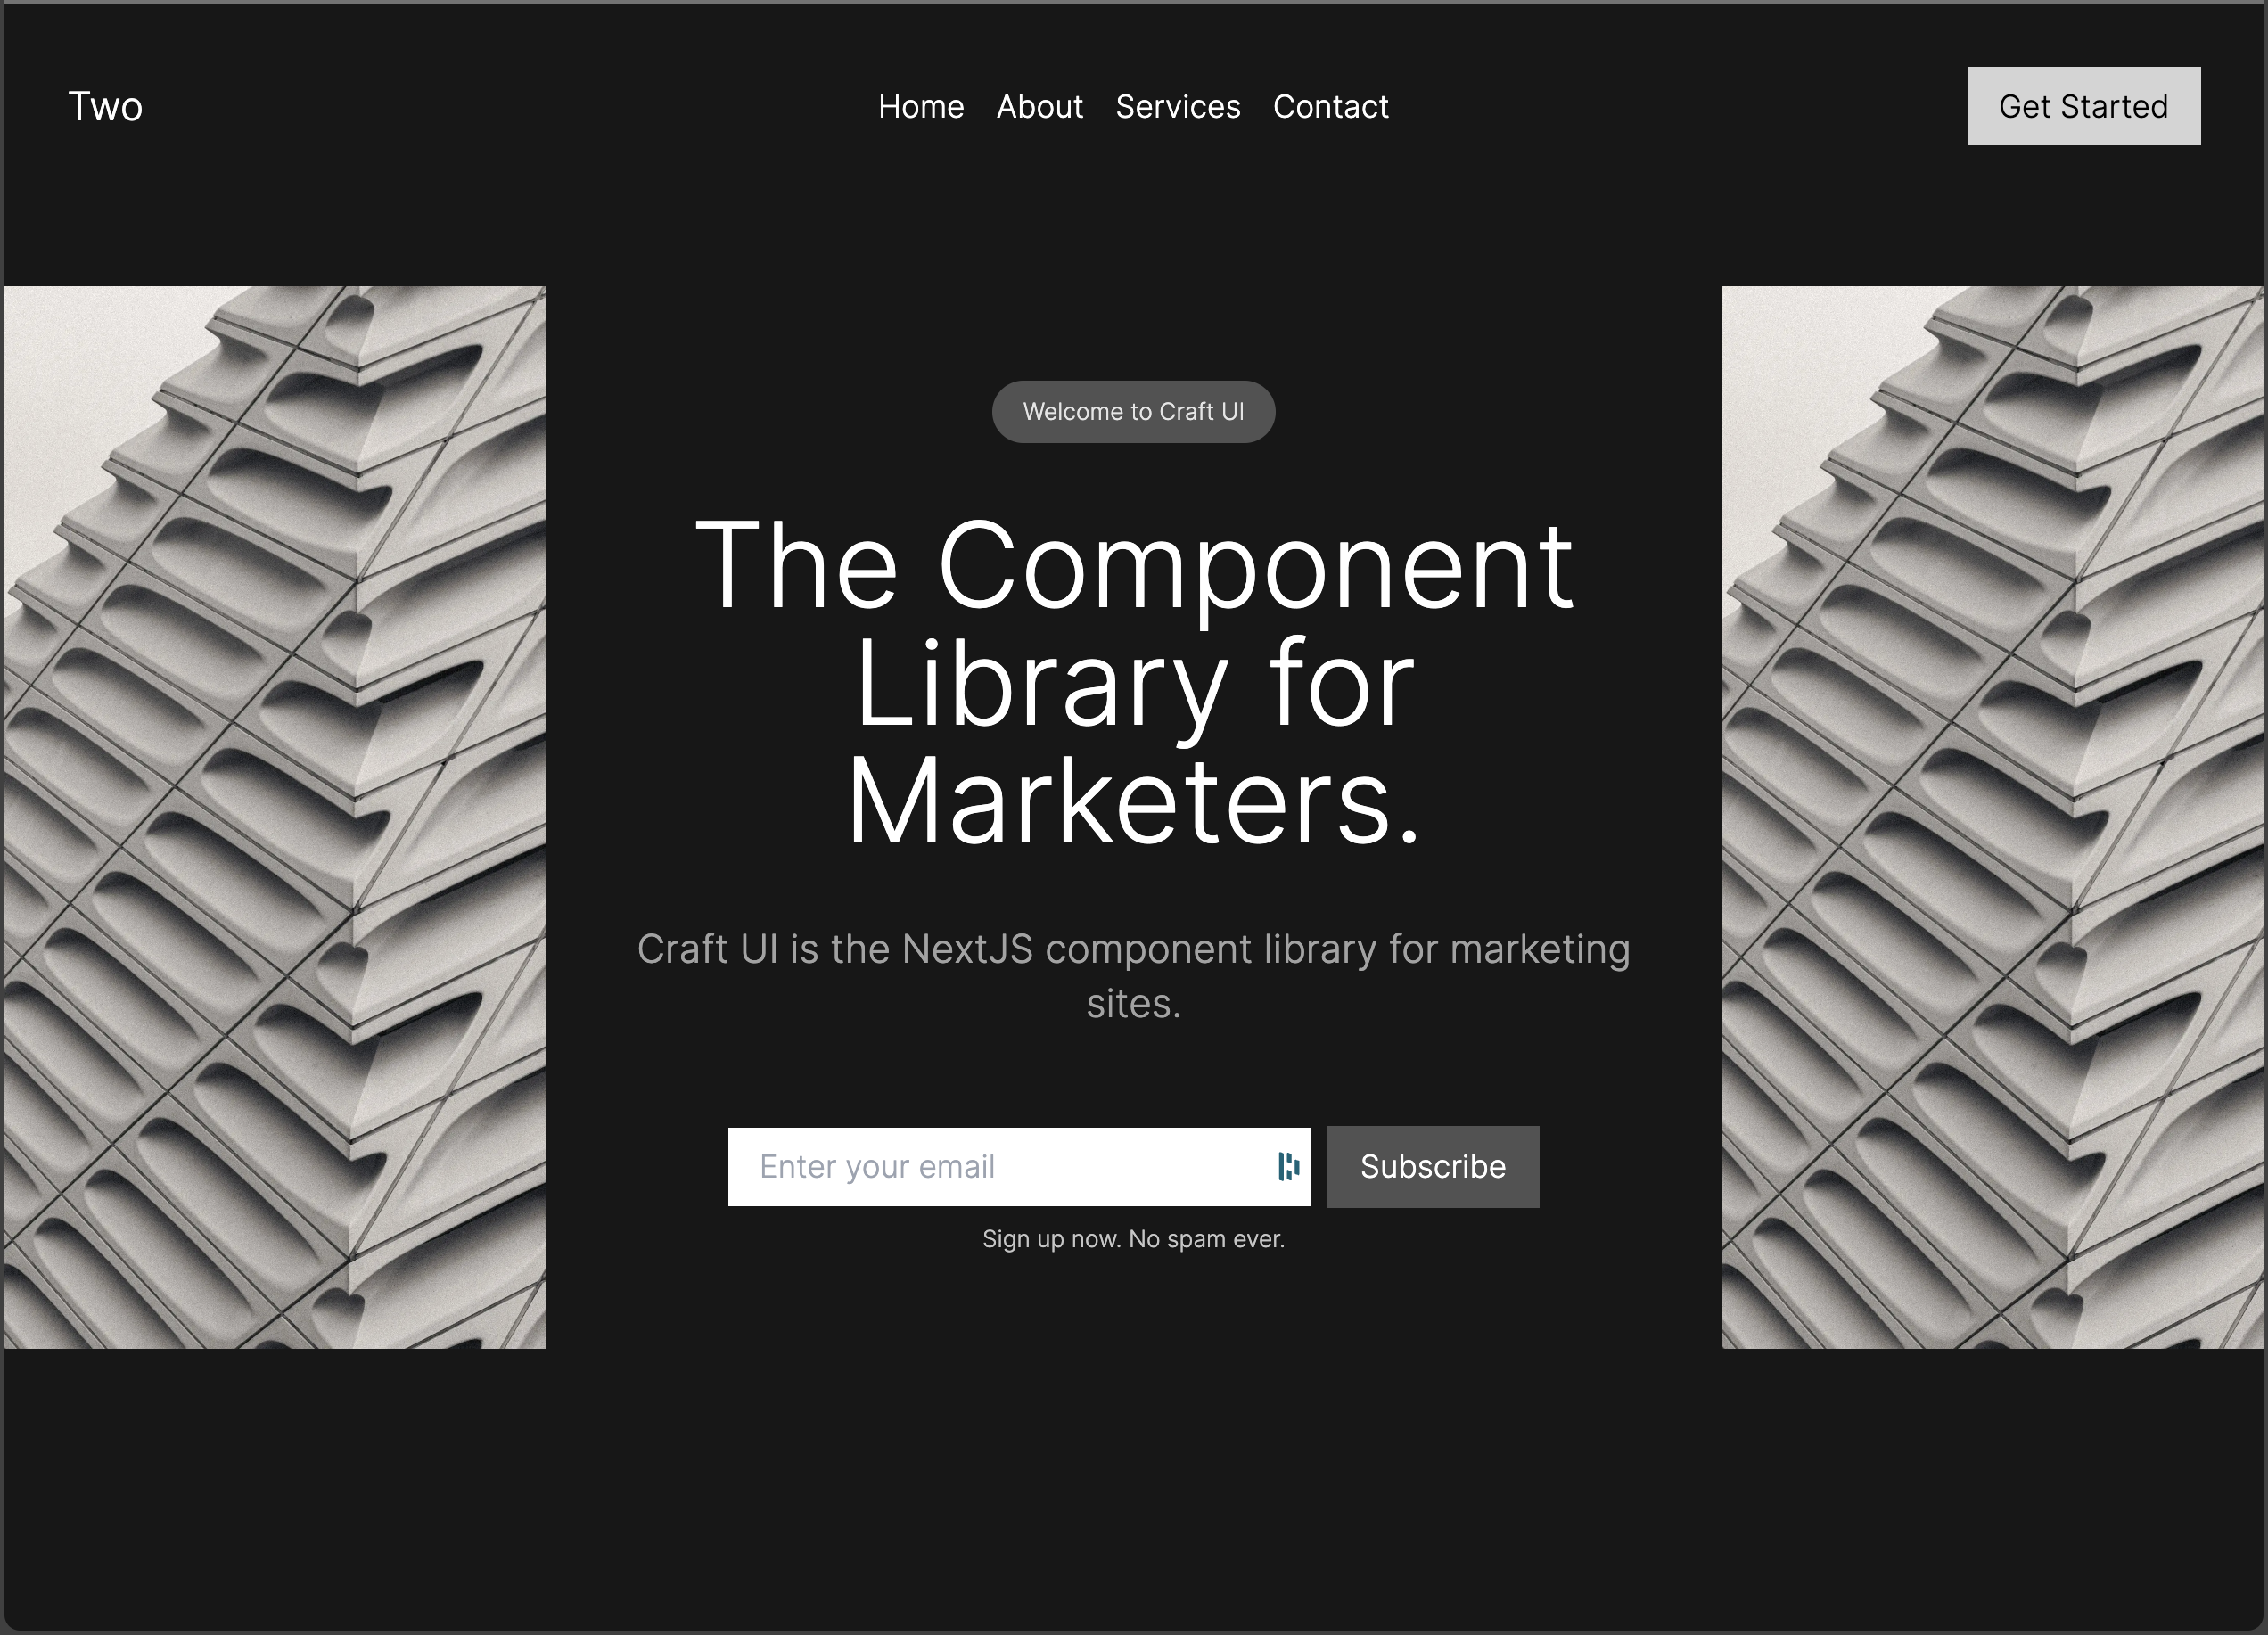 Two
Home About Services Contact
Get Started
Welcome to Craft UI
The Component
Library for
Marketers.
Craft UI is the NextJS component library for marketing
sites.
Enter your email
Subscribe
Sign up now. No spam ever.